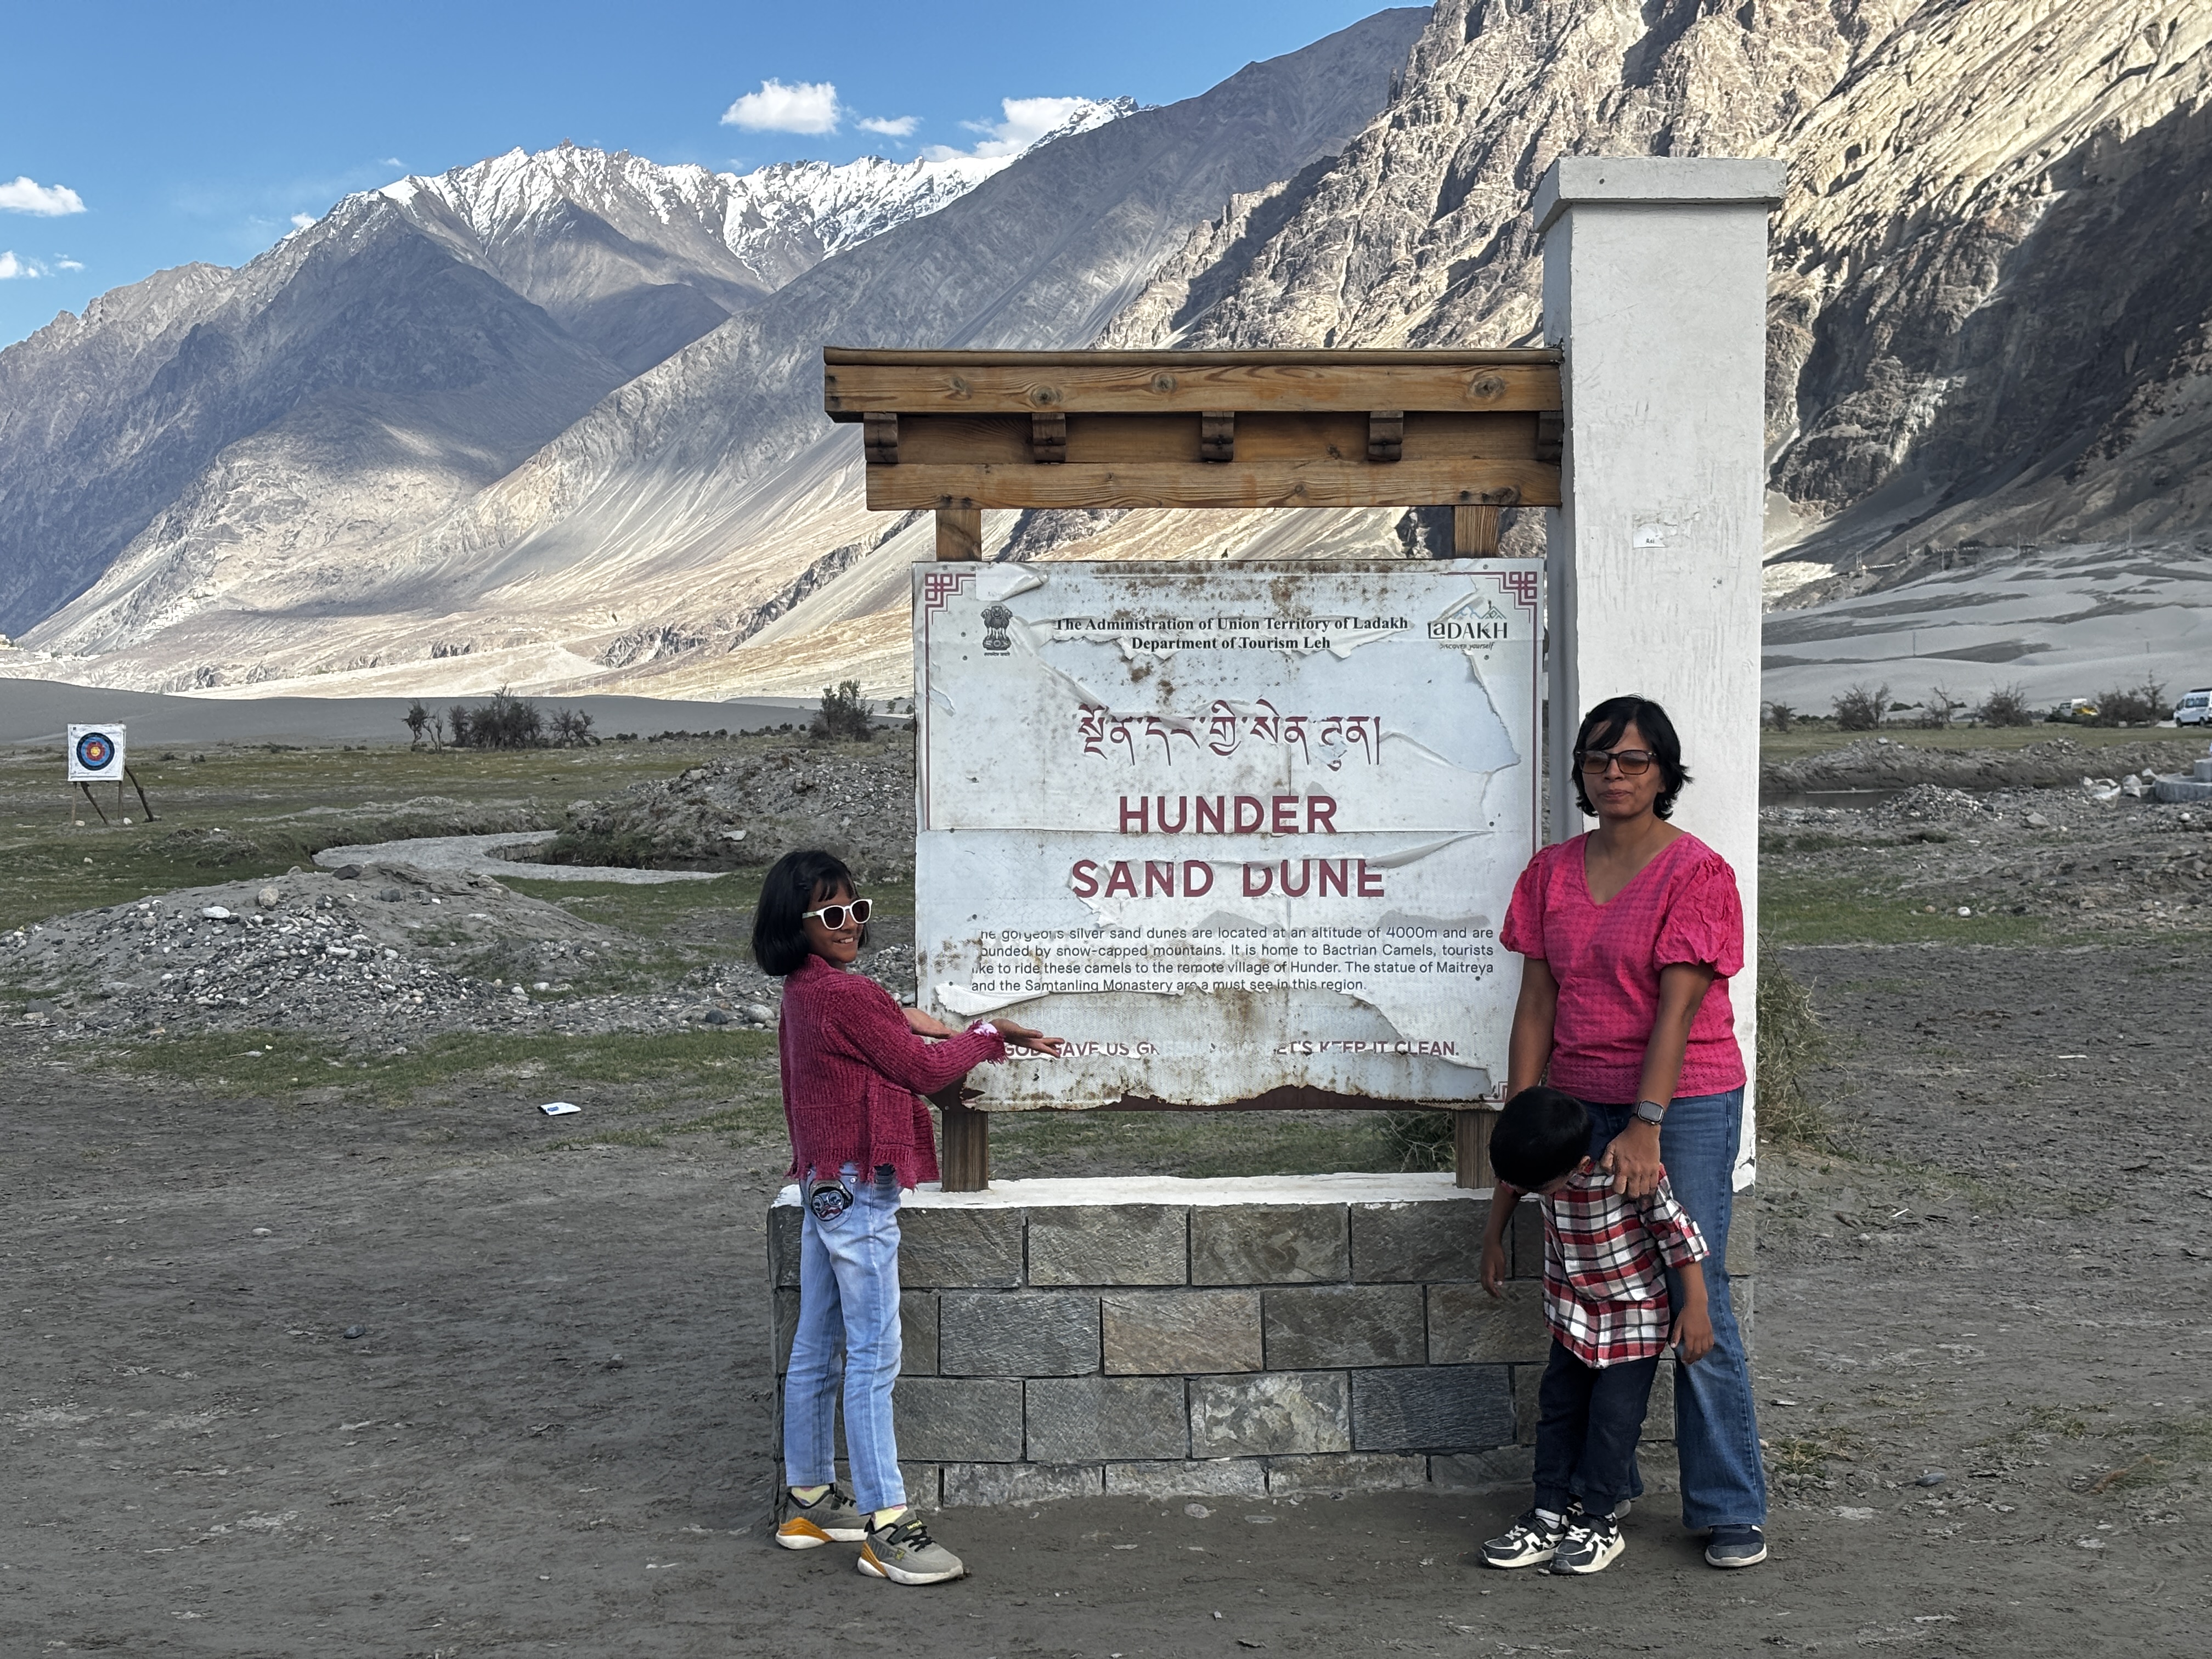 The Administration of Union Territory of Ladakh
Department of Tourism Leh
LaDAKH
Discover yourself
HUNDER
SAND DUNE
silver sand dunes are located at an altitude of 4000m and are
ounded by snow-capped mountains. It is home to Bactrian Camels, tourists
ke to ride these camels to the remote village of Hunder. The statue of Maitreya
and the Samtanling Monastery are a must see in this region.
GOD GAVE US KEEP IT CLEAN.